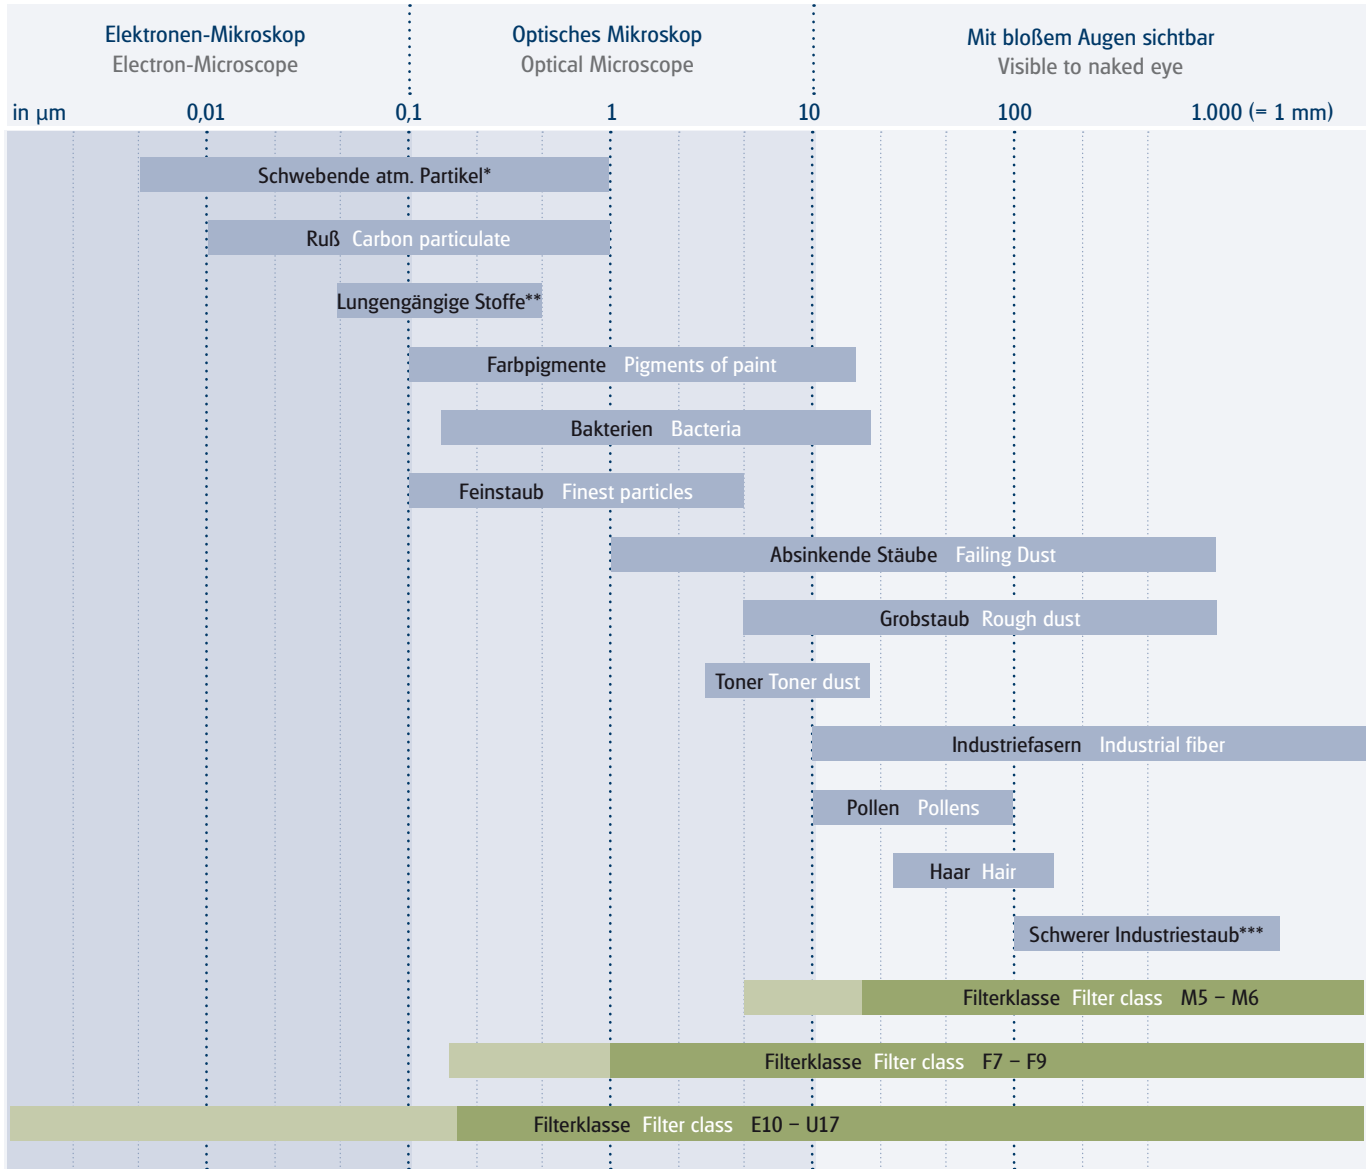 Elektronen-Mikroskop
Electron-Microscope
Optisches Mikroskop
Optical Microscope
Mit bloßem Augen sichtbar
Visible to naked eye
in µm 0,01 0,1 1 10 100 1.000 (= 1 mm)
Schwebende atm. Partikel*
Ruß Carbon particulate
Lungengängige Stoffe**
Farbpigmente Pigments of paint
Bakterien Bacteria
Feinstaub Finest particles
Absinkende Stäube Failing Dust
Grobstaub Rough dust
Toner Toner dust
Industriefasern Industrial fiber
Pollen Pollens
Haar Hair
Schwerer Industriestaub***
Filterklasse Filter class M5 – M6
Filterklasse Filter class F7 – F9
Filterklasse Filter class E10 – U17